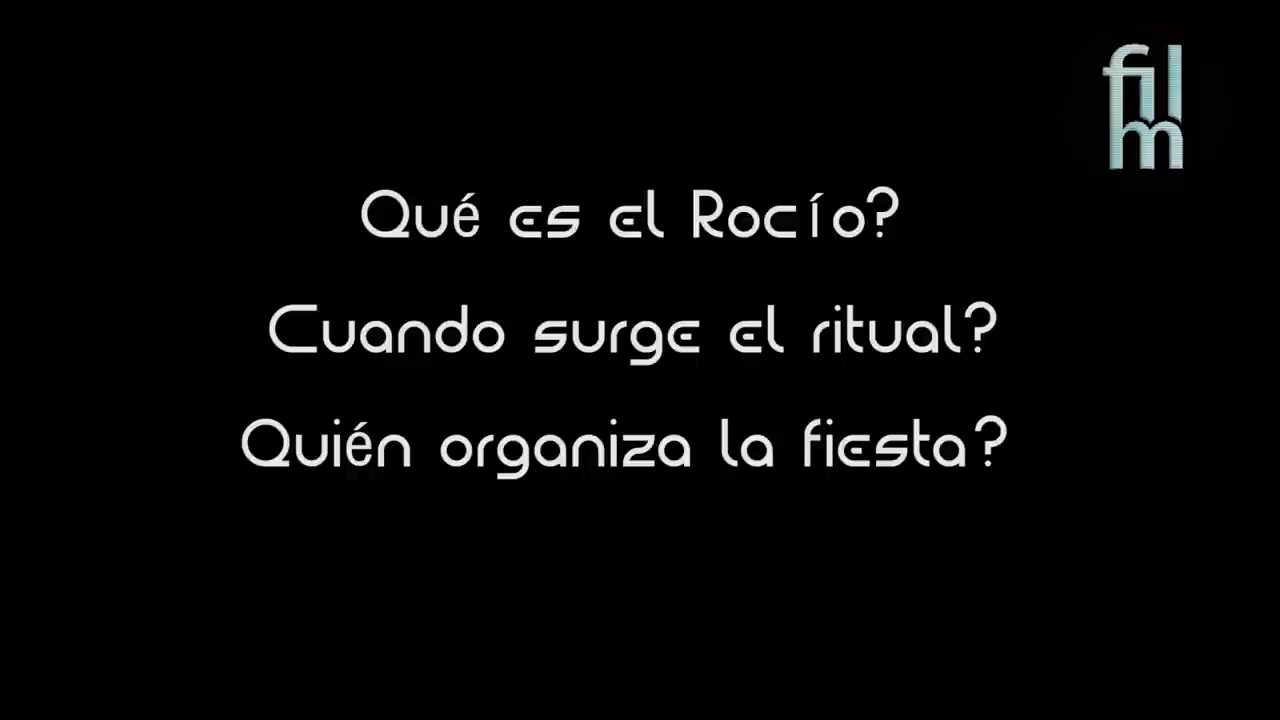 film
Qué es el Rocío?
Cuando surge el ritual?
Quién organiza la fiesta?